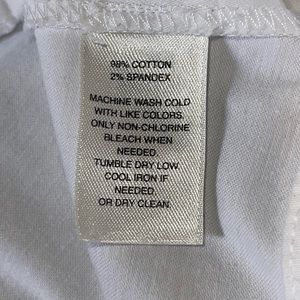 98% COTTON
2% SPANDEX
MACHINE WASH COLD
WITH LIKE COLORS.
ONLY NON-CHLORINE
BLEACH WHEN
NEEDED.
TUMBLE DRY LOW.
COOL IRON IF
NEEDED
OR DRY CLEAN.